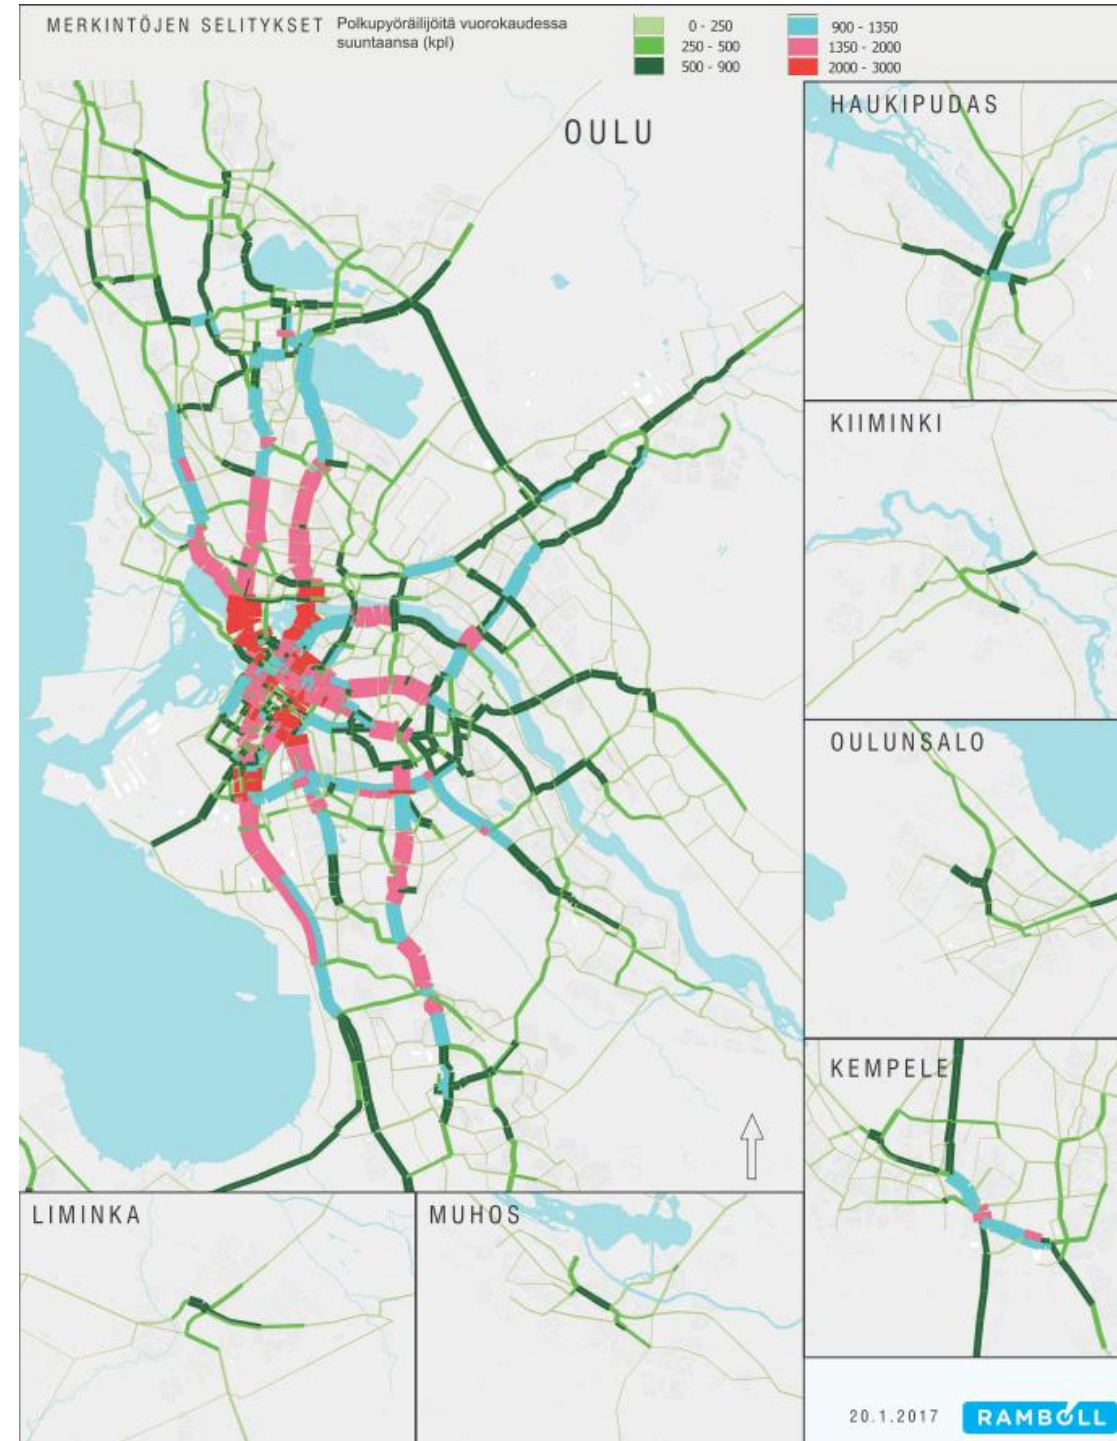 MERKINTÖJEN SELITYKSET
Polkupyöräilijöitä vuorokaudessa
suuntaansa (kpl)
0 - 250
250 - 500
500 - 900
900 - 1350
1350 - 2000
2000 - 3000
OULU
HAUKIPUDAS
KIIMINKI
OULUNSALO
KEMPELE
LIMINKA
MUHOS
20.1.2017
RAMBOLL